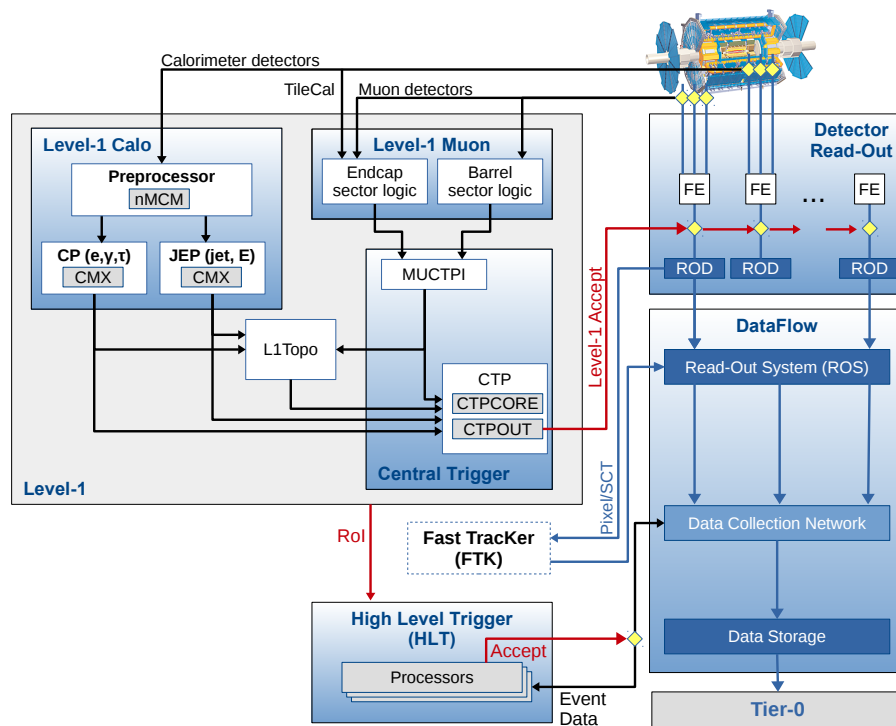 Calorimeter detectors
TileCal
Muon detectors
Level-1 Calo
Preprocessor
nMCM
CP (e,γ,τ)
CMX
JEP (jet, E)
CMX
Level-1 Muon
Endcap
sector logic
Barrel
sector logic
MUCTPI
L1Topo
CTP
CTPCORE
CTPOUT
Central Trigger
Level-1
Level-1 Accept
Detector
Read-Out
FE
FE
...
FE
ROD
ROD
ROD
DataFlow
Read-Out System (ROS)
Pixel/SCT
Data Collection Network
Data Storage
Tier-0
RoI
Fast TracKer
(FTK)
High Level Trigger
(HLT)
Accept
Processors
Event
Data